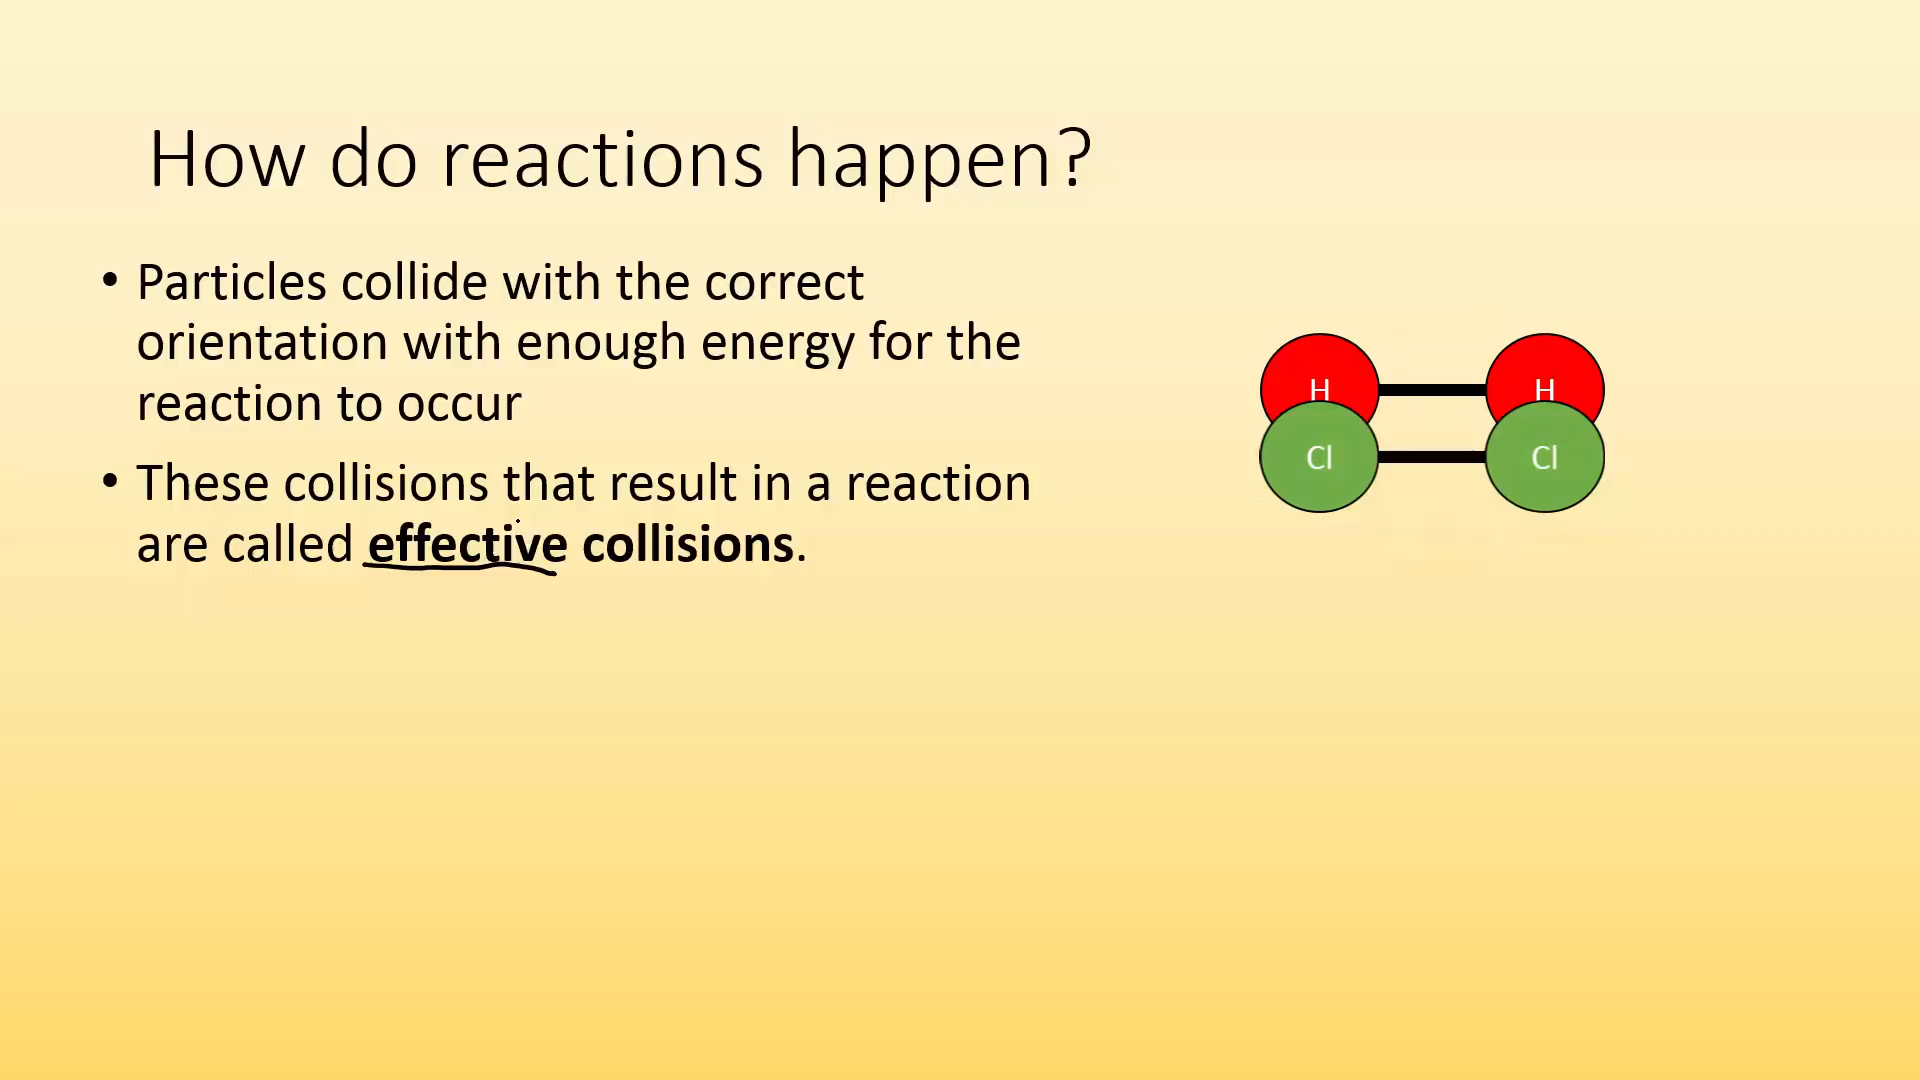 How do reactions happen?
• Particles collide with the correct
orientation with enough energy for the
reaction to occur
• These collisions that result in a reaction
are called effective collisions.
H H
Cl Cl